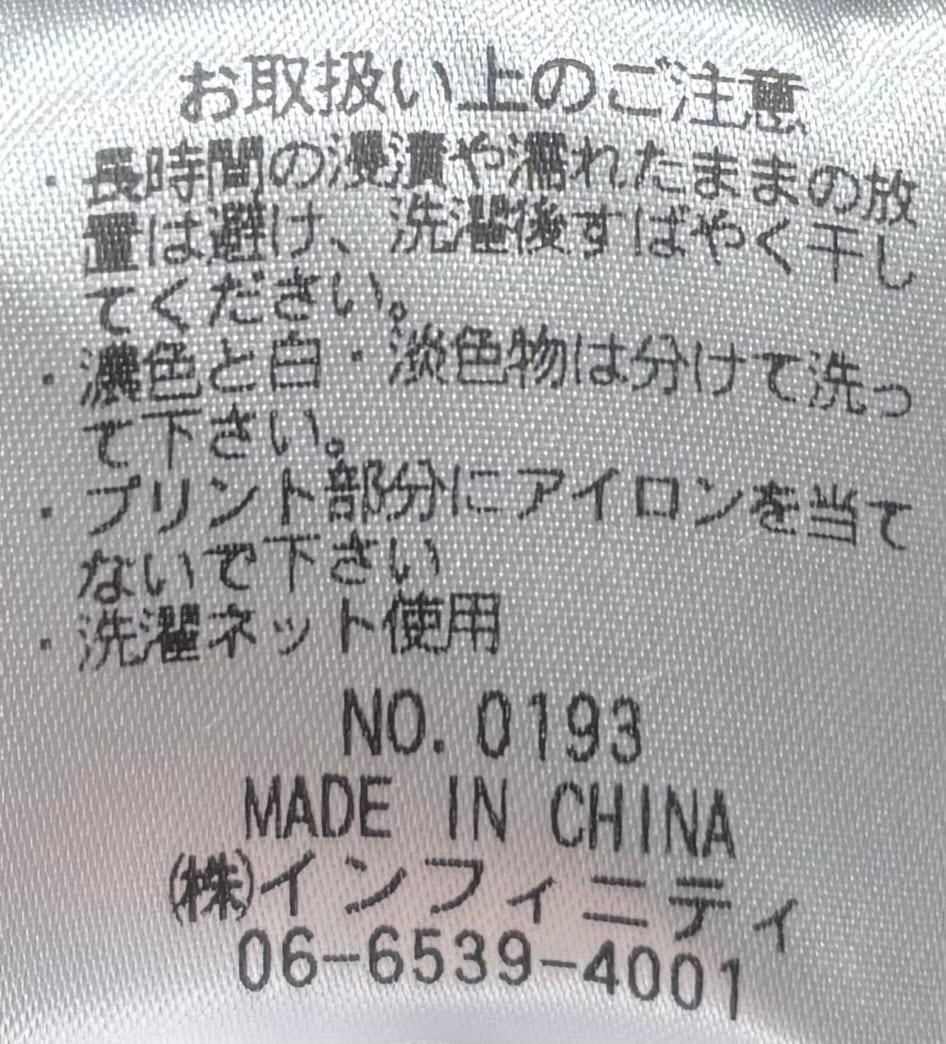 お取扱い上のご注意
・長時間の浸漬や濡れたままの放
置は避け、洗濯後すばやく干し
てください。
・濃色と白・淡色物は分けて洗っ
て下さい。
・プリント部分にアイロンを当て
ないで下さい
・洗濯ネット使用
NO. 0193
MADE IN CHINA
㈱インフィニティ
06-6539-4001